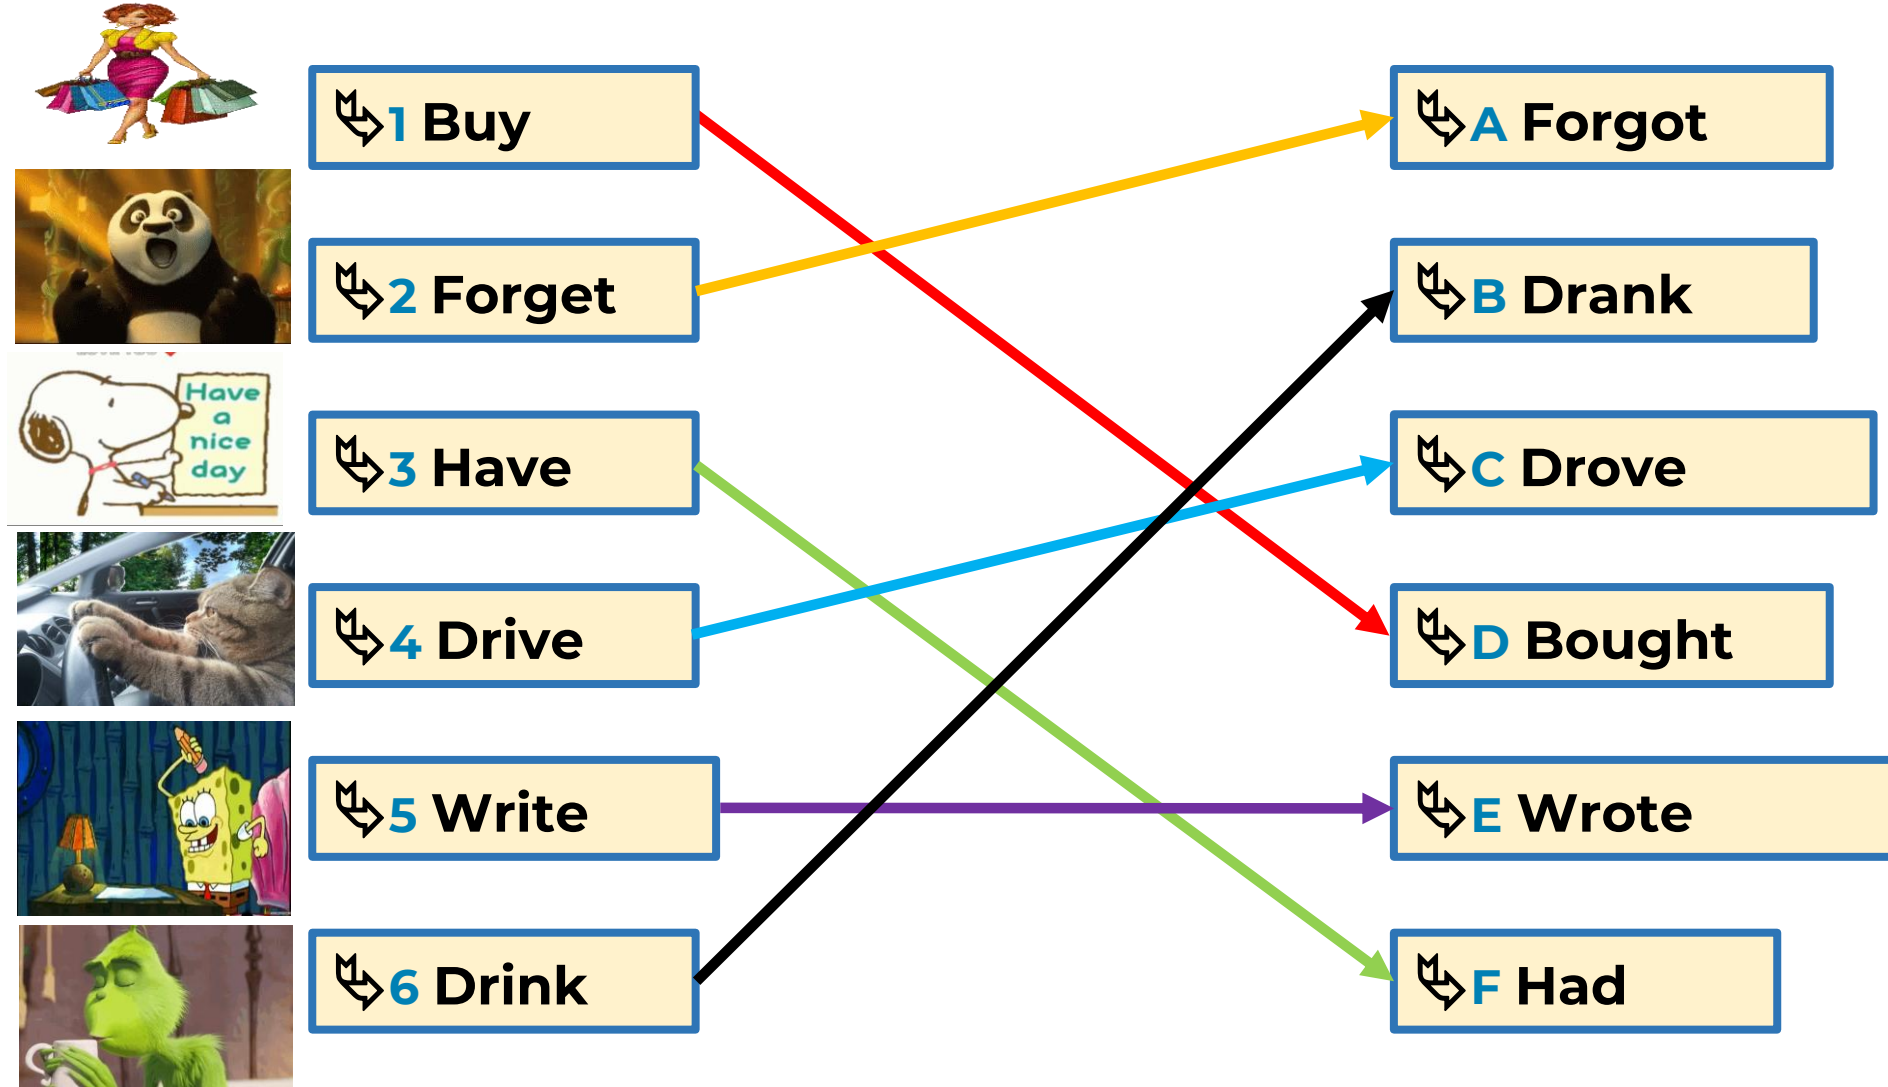 1 Buy
A Forgot
2 Forget
B Drank
Have
a
nice
day
3 Have
C Drove
4 Drive
D Bought
5 Write
E Wrote
6 Drink
F Had